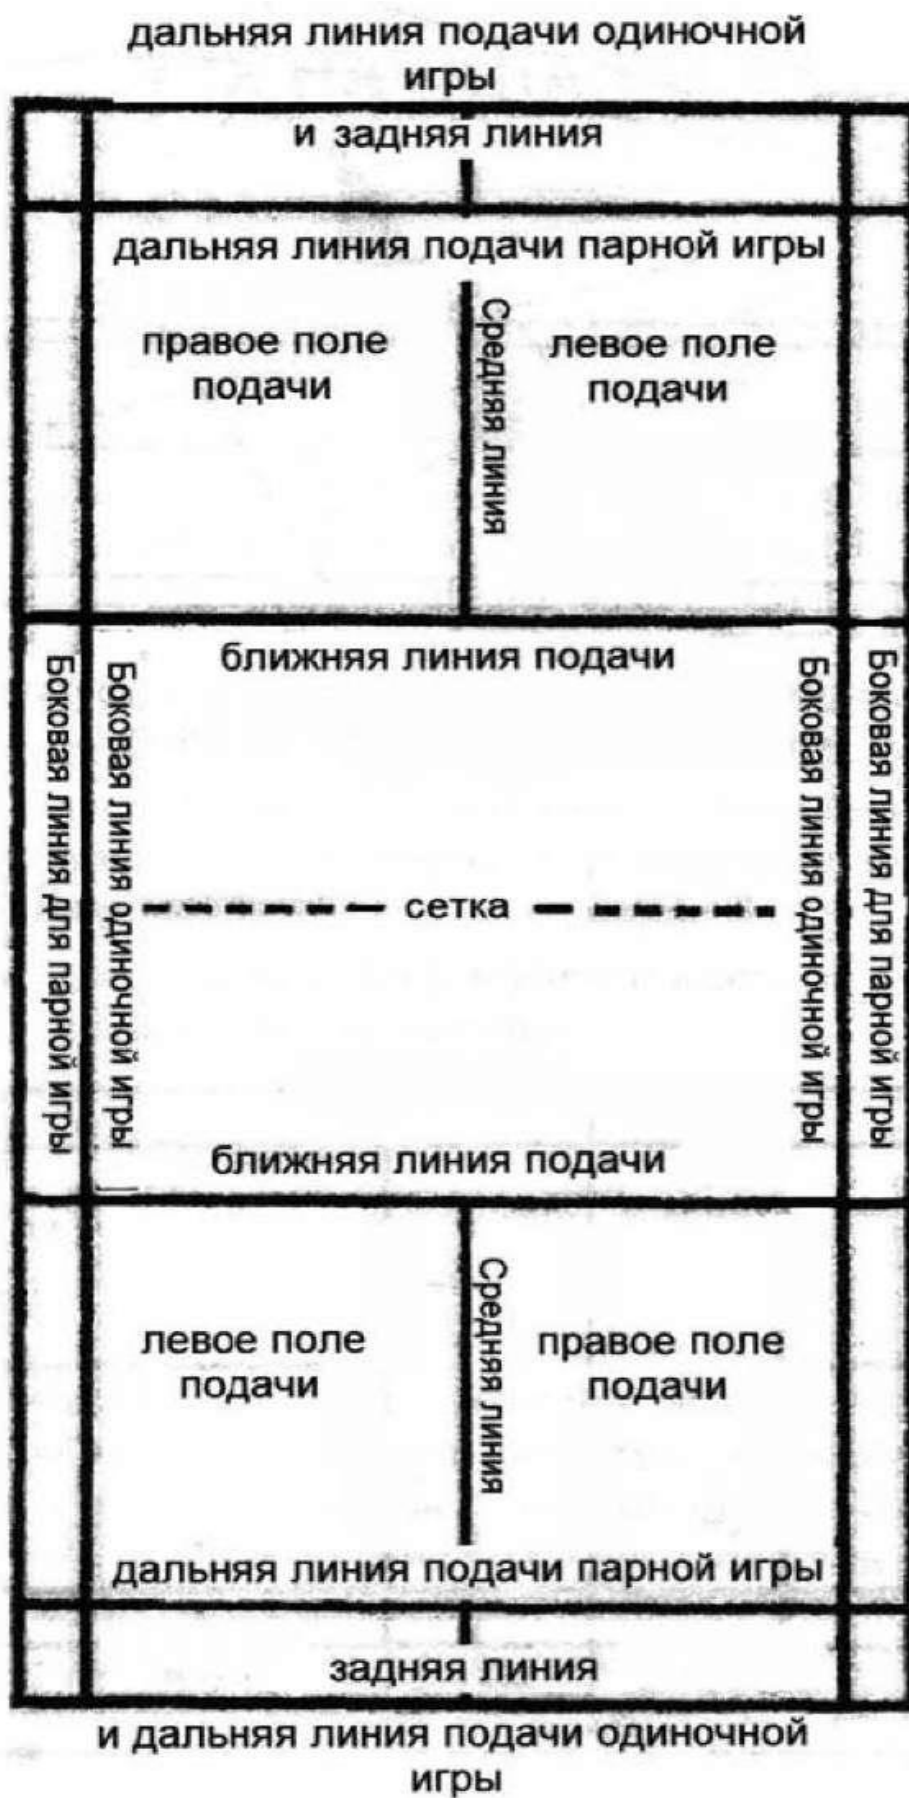 дальняя линия подачи одиночной
игры
и задняя линия
дальняя линия подачи парной игры
правое поле
подачи
Средняя линия
левое поле
подачи
ближняя линия подачи
Боковая линия для парной игры
Боковая линия одиночной игры
сетка
Боковая линия одиночной игры
Боковая линия для парной игры
ближняя линия подачи
левое поле
подачи
Средняя линия
правое поле
подачи
дальняя линия подачи парной игры
задняя линия
и дальняя линия подачи одиночной
игры